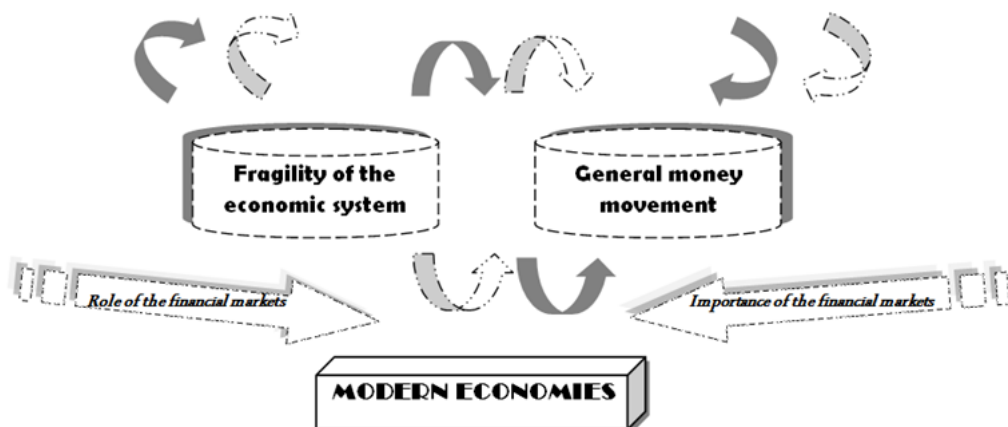 Fragility of the
economic system
General money
movement
Role of the financial markets
Importance of the financial markets
MODERN ECONOMIES